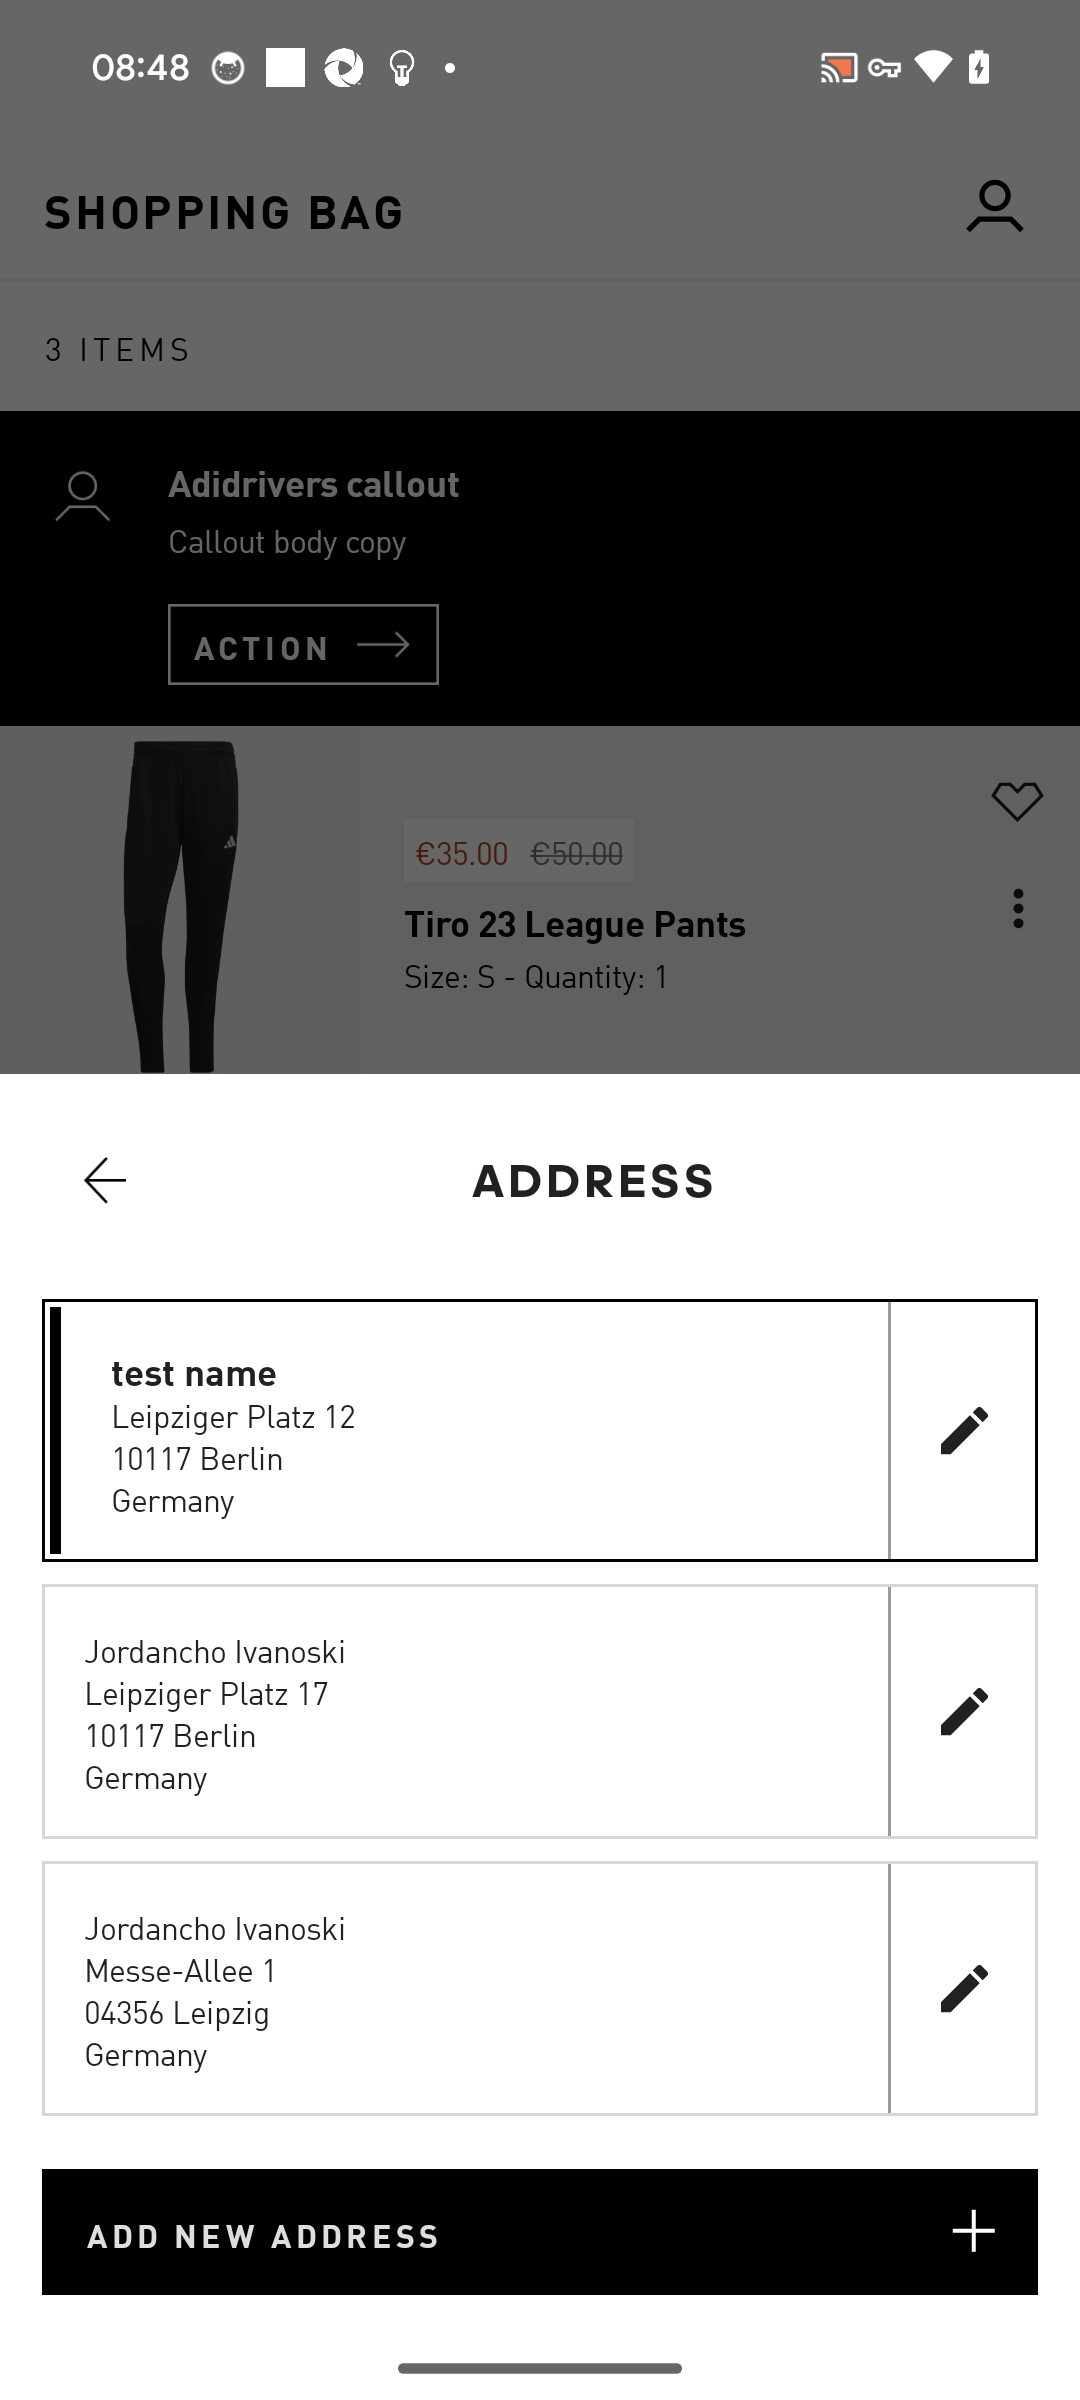 08:48
SHOPPING BAG
3 ITEMS
Adidrivers callout
Callout body copy
ACTION
€35.00 €50.00
Tiro 23 League Pants
Size: S - Quantity: 1
ADDRESS
test name
Leipziger Platz 12
10117 Berlin
Germany
Jordancho Ivanoski
Leipziger Platz 17
10117 Berlin
Germany
Jordancho Ivanoski
Messe-Allee 1
04356 Leipzig
Germany
ADD NEW ADDRESS